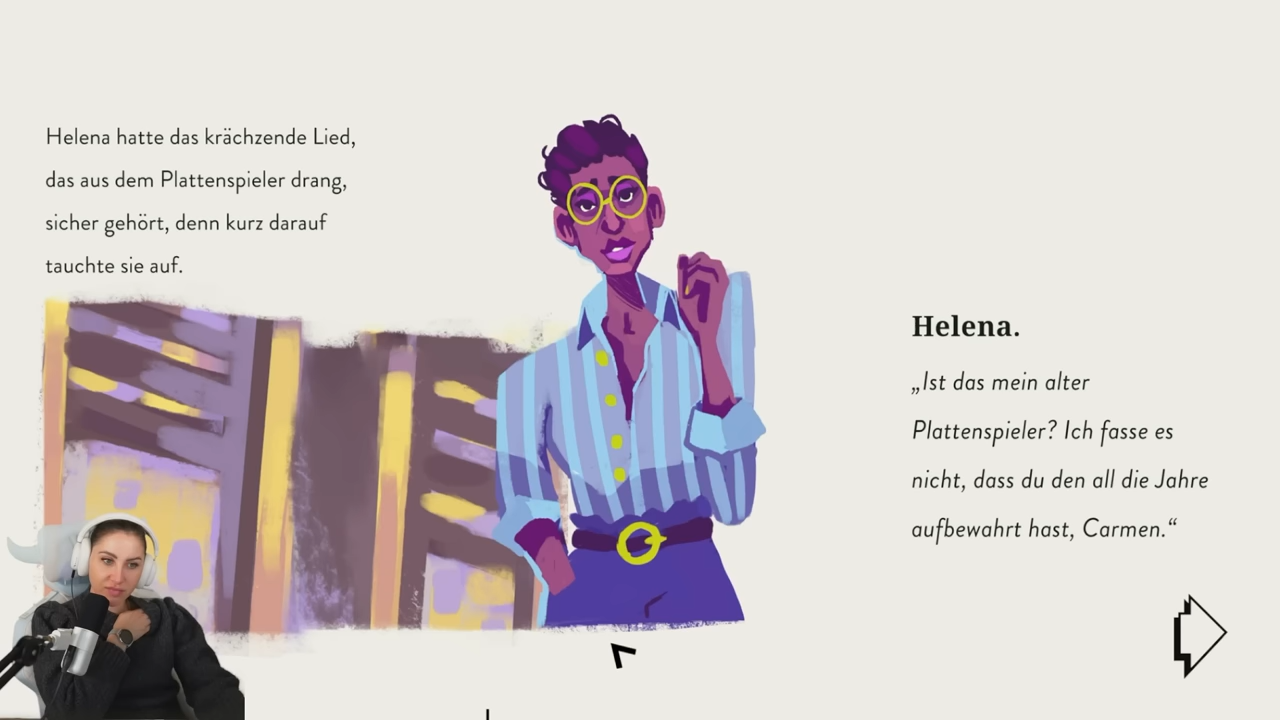 Helena hatte das krächzende Lied,
das aus dem Plattenspieler drang,
sicher gehört, denn kurz darauf
tauchte sie auf.
Helena.
„Ist das mein alter
Plattenspieler? Ich fasse es
nicht, dass du den all die Jahre
aufbewahrt hast, Carmen.“